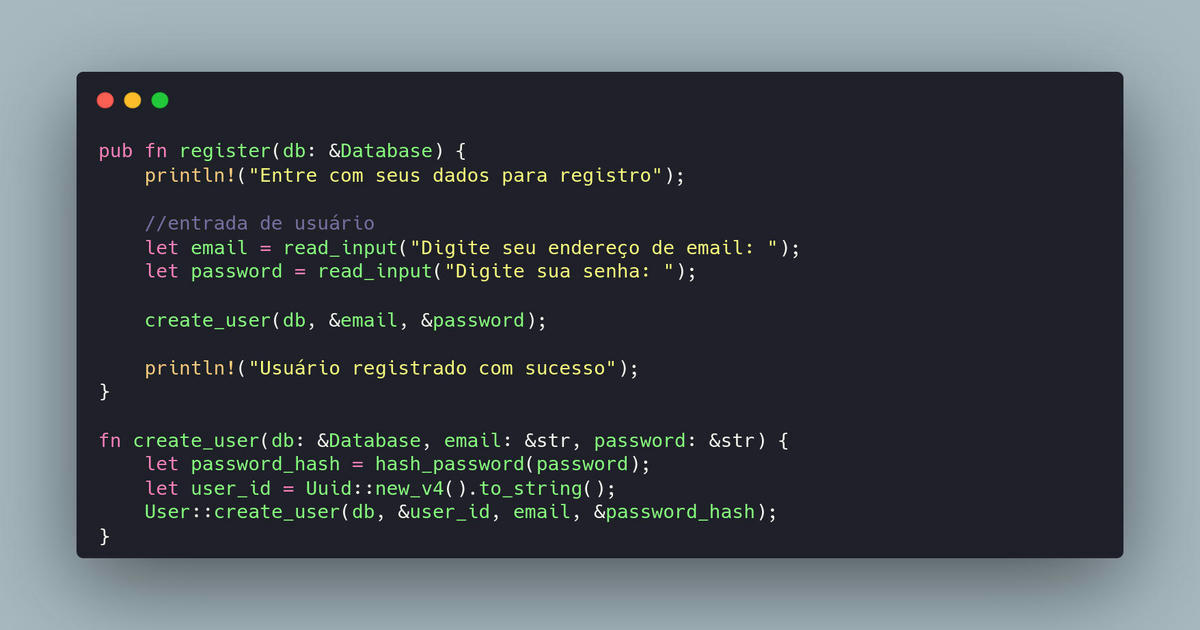 pub fn register(db: &Database) {
    println!("Entre com seus dados para registro");
    //entrada de usuário
    let email = read_input("Digite seu endereço de email: ");
    let password = read_input("Digite sua senha: ");
    create_user(db, &email, &password);
    println!("Usuário registrado com sucesso");
}
fn create_user(db: &Database, email: &str, password: &str) {
    let password_hash = hash_password(password);
    let user_id = Uuid::new_v4().to_string();
    User::create_user(db, &user_id, email, &password_hash);
}